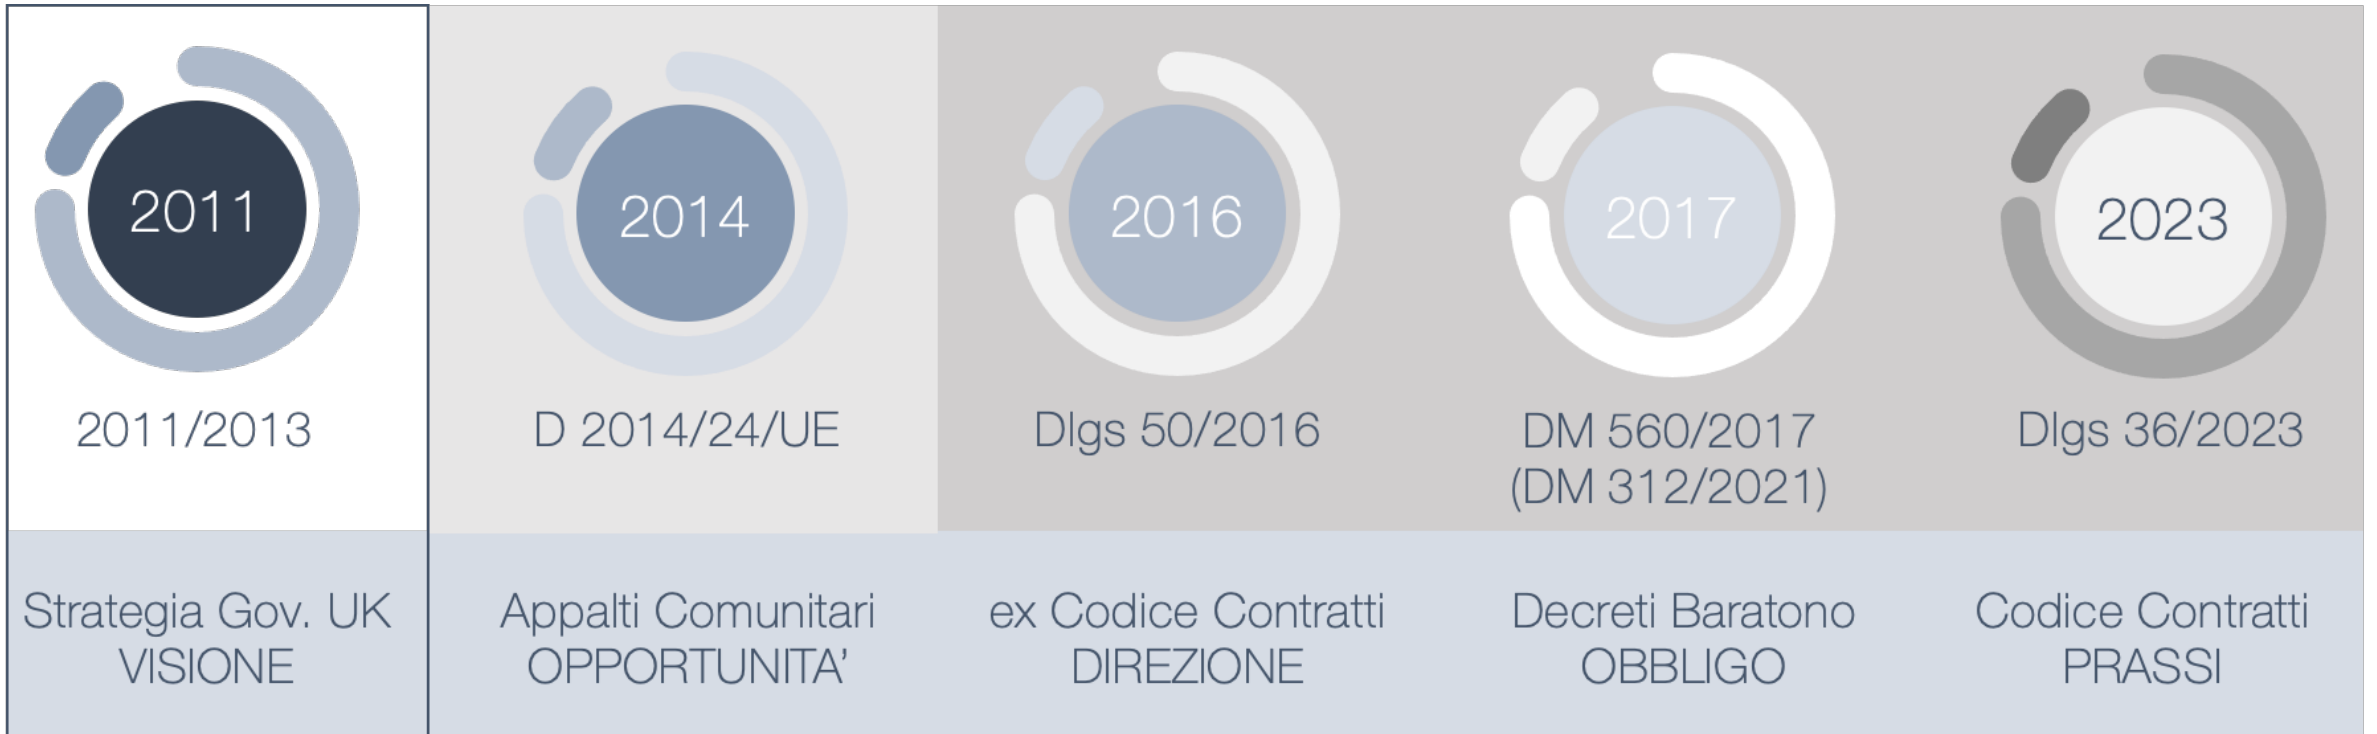 2011
2011/2013
Strategia Gov. UK
VISIONE
2014
D 2014/24/UE
Appalti Comunitari
OPPORTUNITA’
2016
Dlgs 50/2016
ex Codice Contratti
DIREZIONE
2017
DM 560/2017
(DM 312/2021)
Decreti Baratono
OBBLIGO
2023
Dlgs 36/2023
Codice Contratti
PRASSI